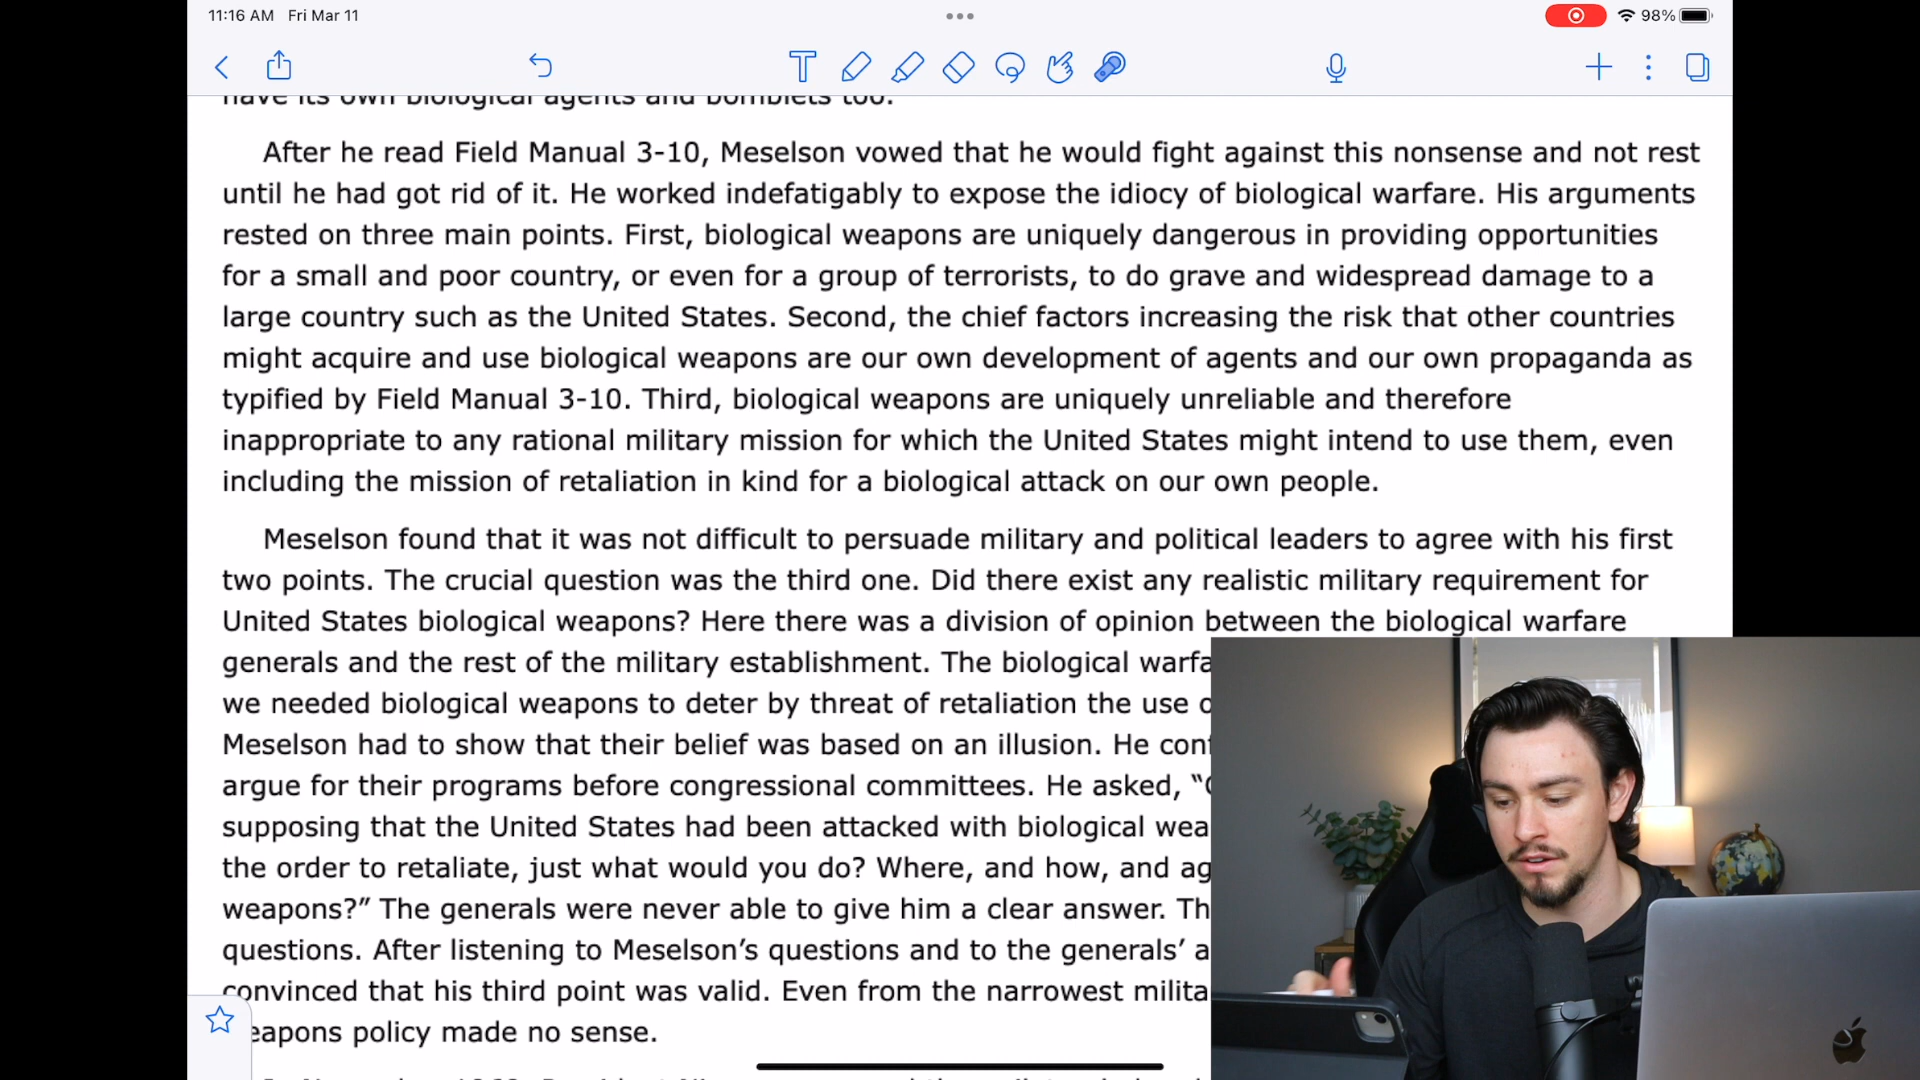 11:16 AM Fri Mar 11
98%
have its own biological agents and bomblets too.
After he read Field Manual 3-10, Meselson vowed that he would fight against this nonsense and not rest
until he had got rid of it. He worked indefatigably to expose the idiocy of biological warfare. His arguments
rested on three main points. First, biological weapons are uniquely dangerous in providing opportunities
for a small and poor country, or even for a group of terrorists, to do grave and widespread damage to a
large country such as the United States. Second, the chief factors increasing the risk that other countries
might acquire and use biological weapons are our own development of agents and our own propaganda as
typified by Field Manual 3-10. Third, biological weapons are uniquely unreliable and therefore
inappropriate to any rational military mission for which the United States might intend to use them, even
including the mission of retaliation in kind for a biological attack on our own people.
Meselson found that it was not difficult to persuade military and political leaders to agree with his first
two points. The crucial question was the third one. Did there exist any realistic military requirement for
United States biological weapons? Here there was a division of opinion between the biological warfare
generals and the rest of the military establishment. The biological warfa
we needed biological weapons to deter by threat of retaliation the use
Meselson had to show that their belief was based on an illusion. He con
argue for their programs before congressional committees. He asked, “
supposing that the United States had been attacked with biological wea
the order to retaliate, just what would you do? Where, and how, and ag
weapons?” The generals were never able to give him a clear answer. Th
questions. After listening to Meselson’s questions and to the generals’ a
convinced that his third point was valid. Even from the narrowest milita
eapons policy made no sense.